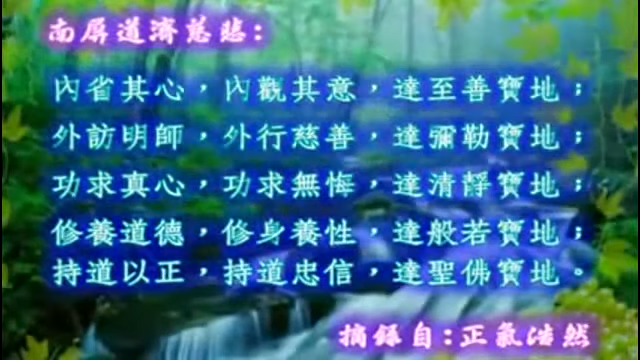 南屏道濟慈悲:
內省其心，內觀其意，達至善寶地；
外訪明師，外行慈善，達彌勒寶地；
功求真心，功求無悔，達清靜寶地；
修養道德，修身養性，達般若寶地；
持道以正，持道忠信，達聖佛寶地。
摘錄自:正氣浩然